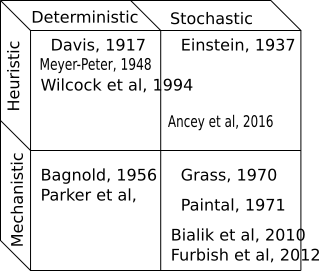 Deterministic
Stochastic
Heuristic
Davis, 1917
Meyer-Peter, 1948
Wilcock et al, 1994
Einstein, 1937
Ancey et al, 2016
Mechanistic
Bagnold, 1956
Parker et al,
Grass, 1970
Paintal, 1971
Bialik et al, 2010
Furbish et al, 2012